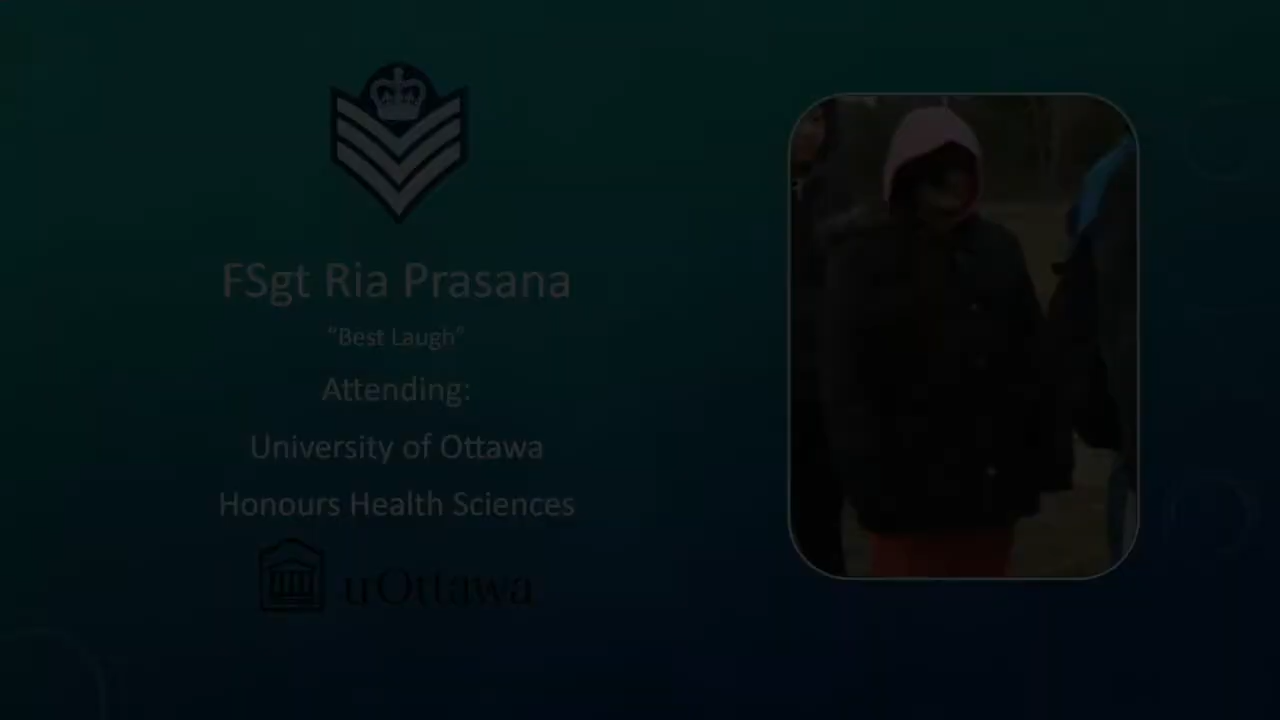 FSgt Ria Prasana
"Best Laugh"
Attending:
University of Ottawa
Honours Health Sciences
uOttawa